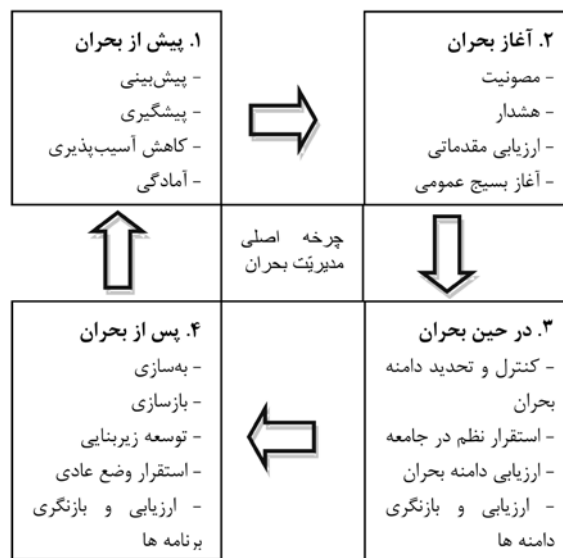 ۱. پیش از بحران
- پیش‌بینی
- پیشگیری
- کاهش آسیب‌پذیری
- آمادگی
۲. آغاز بحران
- مصونیت
- هشدار
- ارزیابی مقدماتی
- آغاز بسیج عمومی
چرخه اصلی
مدیریّت بحران
۳. در حین بحران
- کنترل و تحدید دامنه
بحران
- استقرار نظم در جامعه
- ارزیابی دامنه بحران
- ارزیابی و بازنگری
دامنه ها
۴. پس از بحران
- به‌سازی
- بازسازی
- توسعه زیربنایی
- استقرار وضع عادی
- ارزیابی و بازنگری
برنامه ها